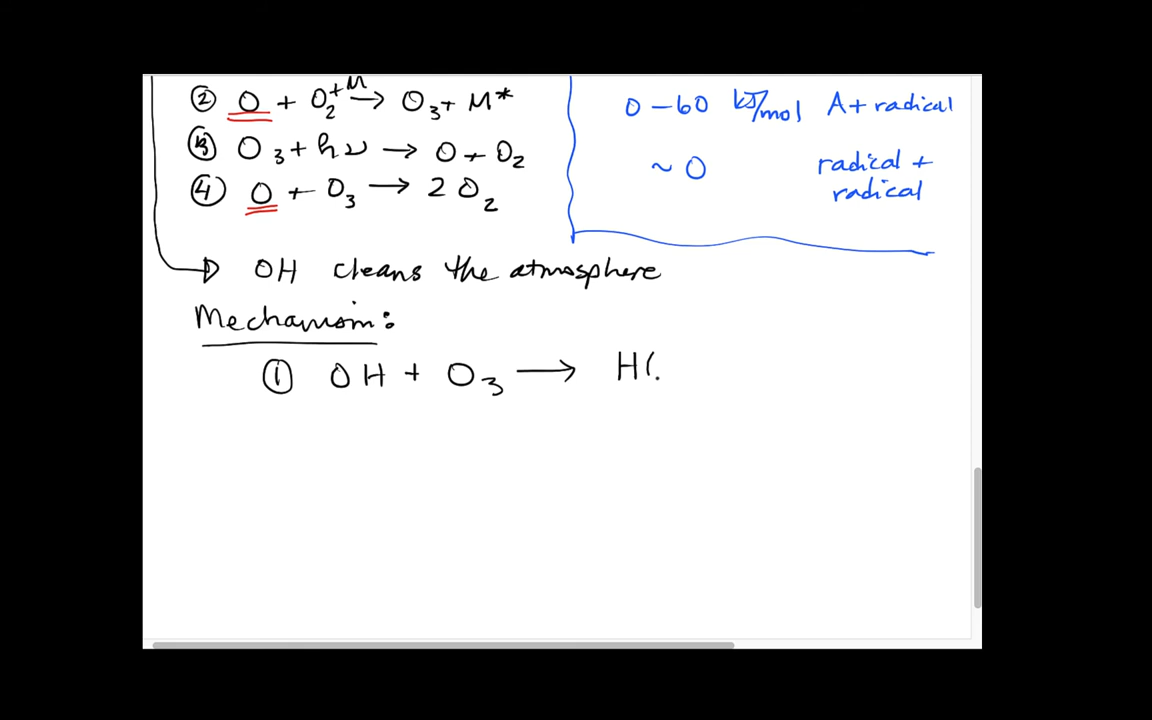 ② O + O₂ +M → O₃ + M*
③ O₃ + hν → O + O₂
④ O + O₃ → 2 O₂
0 – 60 kJ/mol A + radical
~ 0 radical + radical
OH cleans the atmosphere
Mechanism:
① OH + O₃ → H(